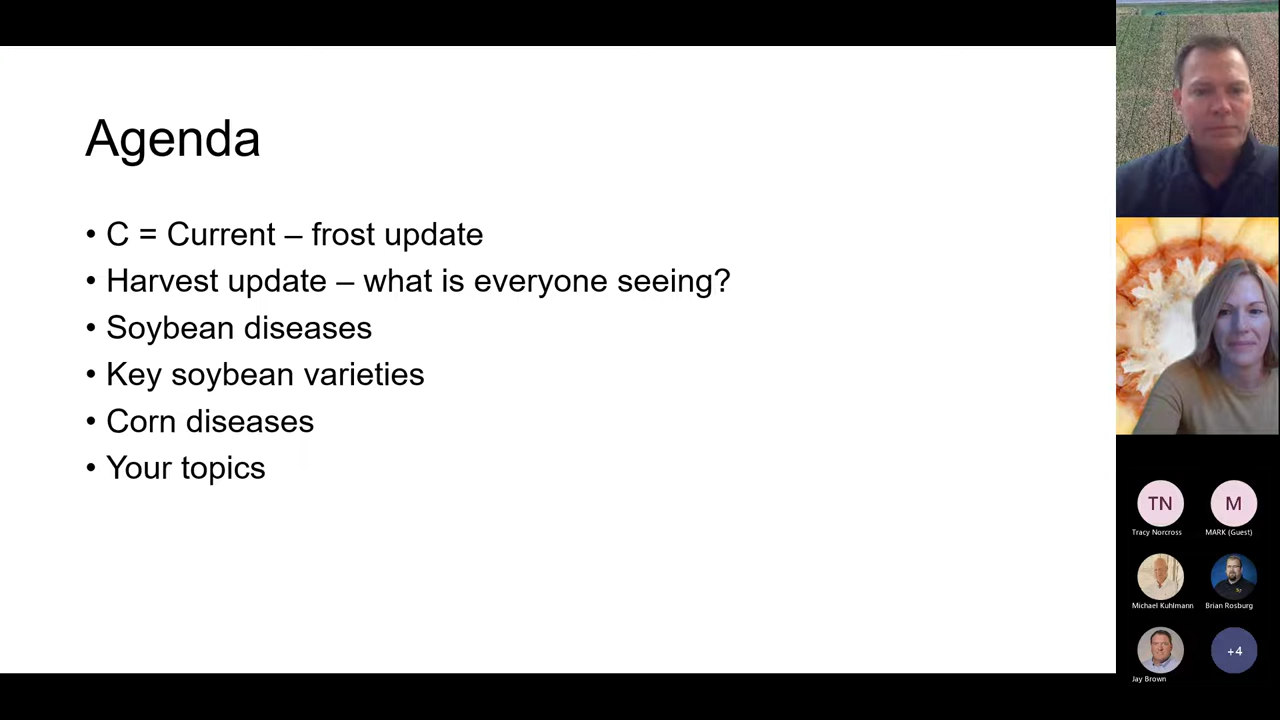 Agenda
• C = Current – frost update
• Harvest update – what is everyone seeing?
• Soybean diseases
• Key soybean varieties
• Corn diseases
• Your topics
TN
M
Tracy Norcross
MARK (Guest)
Michael Kuhlmann
Brian Rosburg
+4
Jay Brown